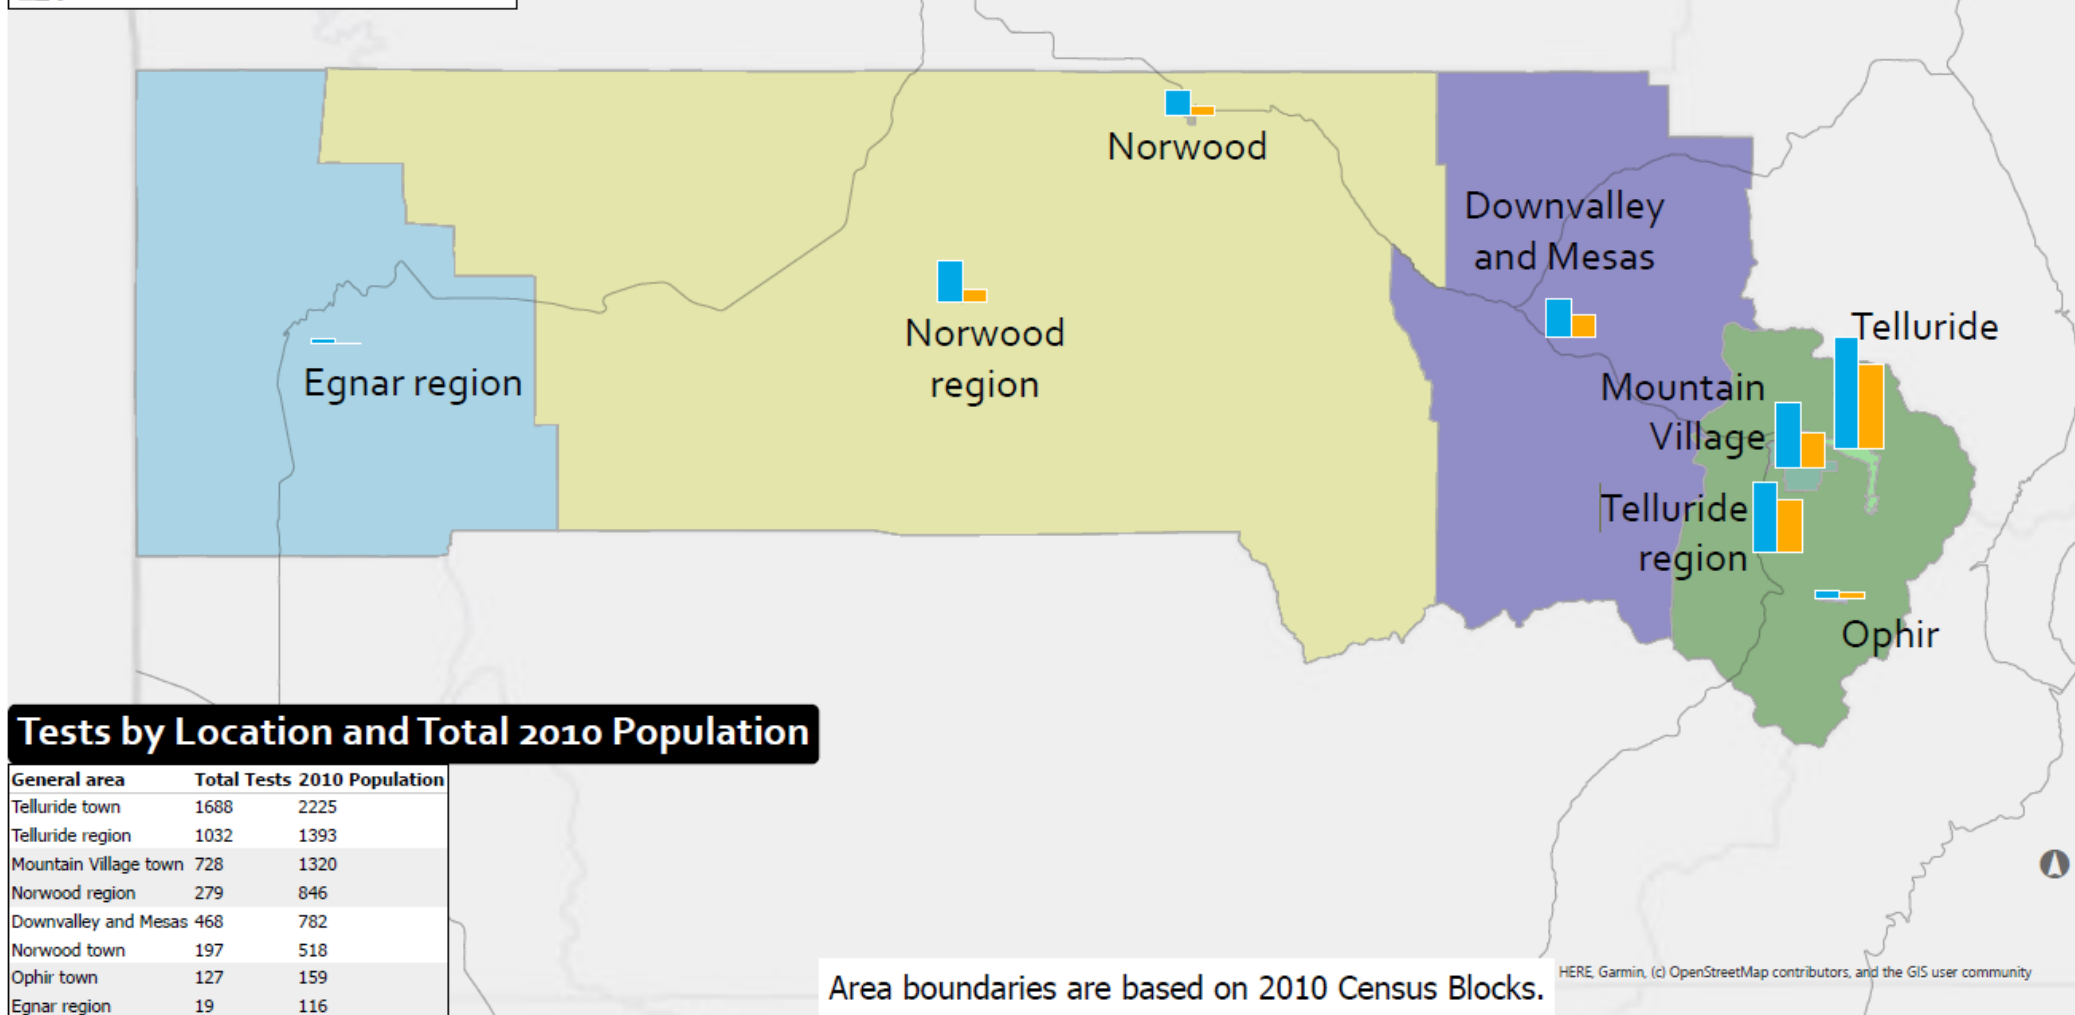 Norwood
Downvalley
and Mesas
Telluride
Norwood
region
Egnar region
Mountain
Village
Telluride
region
Ophir
Tests by Location and Total 2010 Population
General area Total Tests 2010 Population
Telluride town 1688 2225
Telluride region 1032 1393
Mountain Village town 728 1320
Norwood region 279 846
Downvalley and Mesas 468 782
Norwood town 197 518
Ophir town 127 159
Egnar region 19 116
Area boundaries are based on 2010 Census Blocks.
HERE, Garmin, (c) OpenStreetMap contributors, and the GIS user community